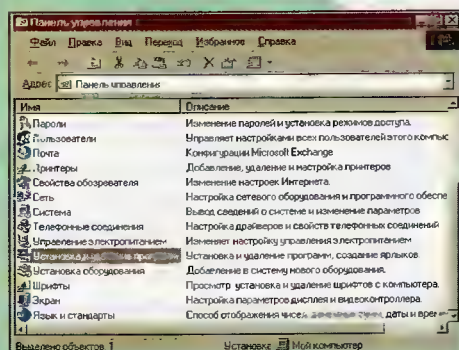 Панель управления
Файл Правка Вид Переход Избранное Справка
Адрес Панель управления
Имя Описание
Пароли Изменение паролей и установка режимов доступа.
Пользователи Управляет настройками всех пользователей этого компьюс
Почта Конфигурации Microsoft Exchange
Принтеры Добавление, удаление и настройка принтеров
Свойства обозревателя Изменение настроек Интернета.
Сеть Настройка сетевого оборудования и программного обеспе
Система Вывод сведений о системе и изменение параметров
Телефонные соединения Настройка драйверов и свойств телефонных соединений
Управление электропитанием Изменяет настройку управления электропитанием
Установка и удаление Установка и удаление программ, создание ярлыков.
Установка оборудования Добавление в систему нового оборудования.
Шрифты Просмотр установка и удаление шрифтов с компьютера.
Экран Настройка параметров дисплея и видеоконтроллера.
Язык и стандарты Способ отображения чисел, даты и врем
Выделено объектов: 1 Установка Мой компьютер